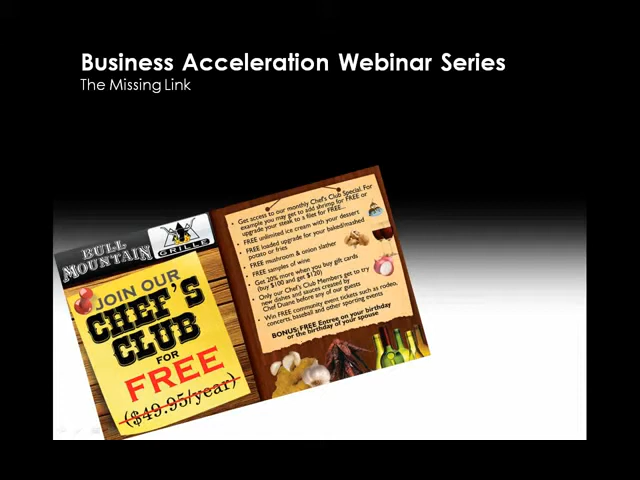 Business Acceleration Webinar Series
The Missing Link
BULL
MOUNTAIN
GRILLE
JOIN OUR
CHEF'S
CLUB
FOR
FREE
($49.95/year)
• Get access to our monthly Chef's Club Special. For
example you may get to add shrimp for FREE or
upgrade your steak to a filet for FREE...
• FREE unlimited ice cream with your dessert
• FREE loaded upgrade for your baked/mashed
potato or fries
• FREE mushroom & onion slather
• FREE samples of wine
• Get 20% more when you buy gift cards
(buy $100 and get $120)
• Only our Chef's Club Members get to try
new dishes and sauces created by
Chef Duane before any of our guests
• Win FREE community event tickets such as rodeo,
concerts, baseball and other sporting events
BONUS: FREE Entree on your birthday
or the birthday of your spouse